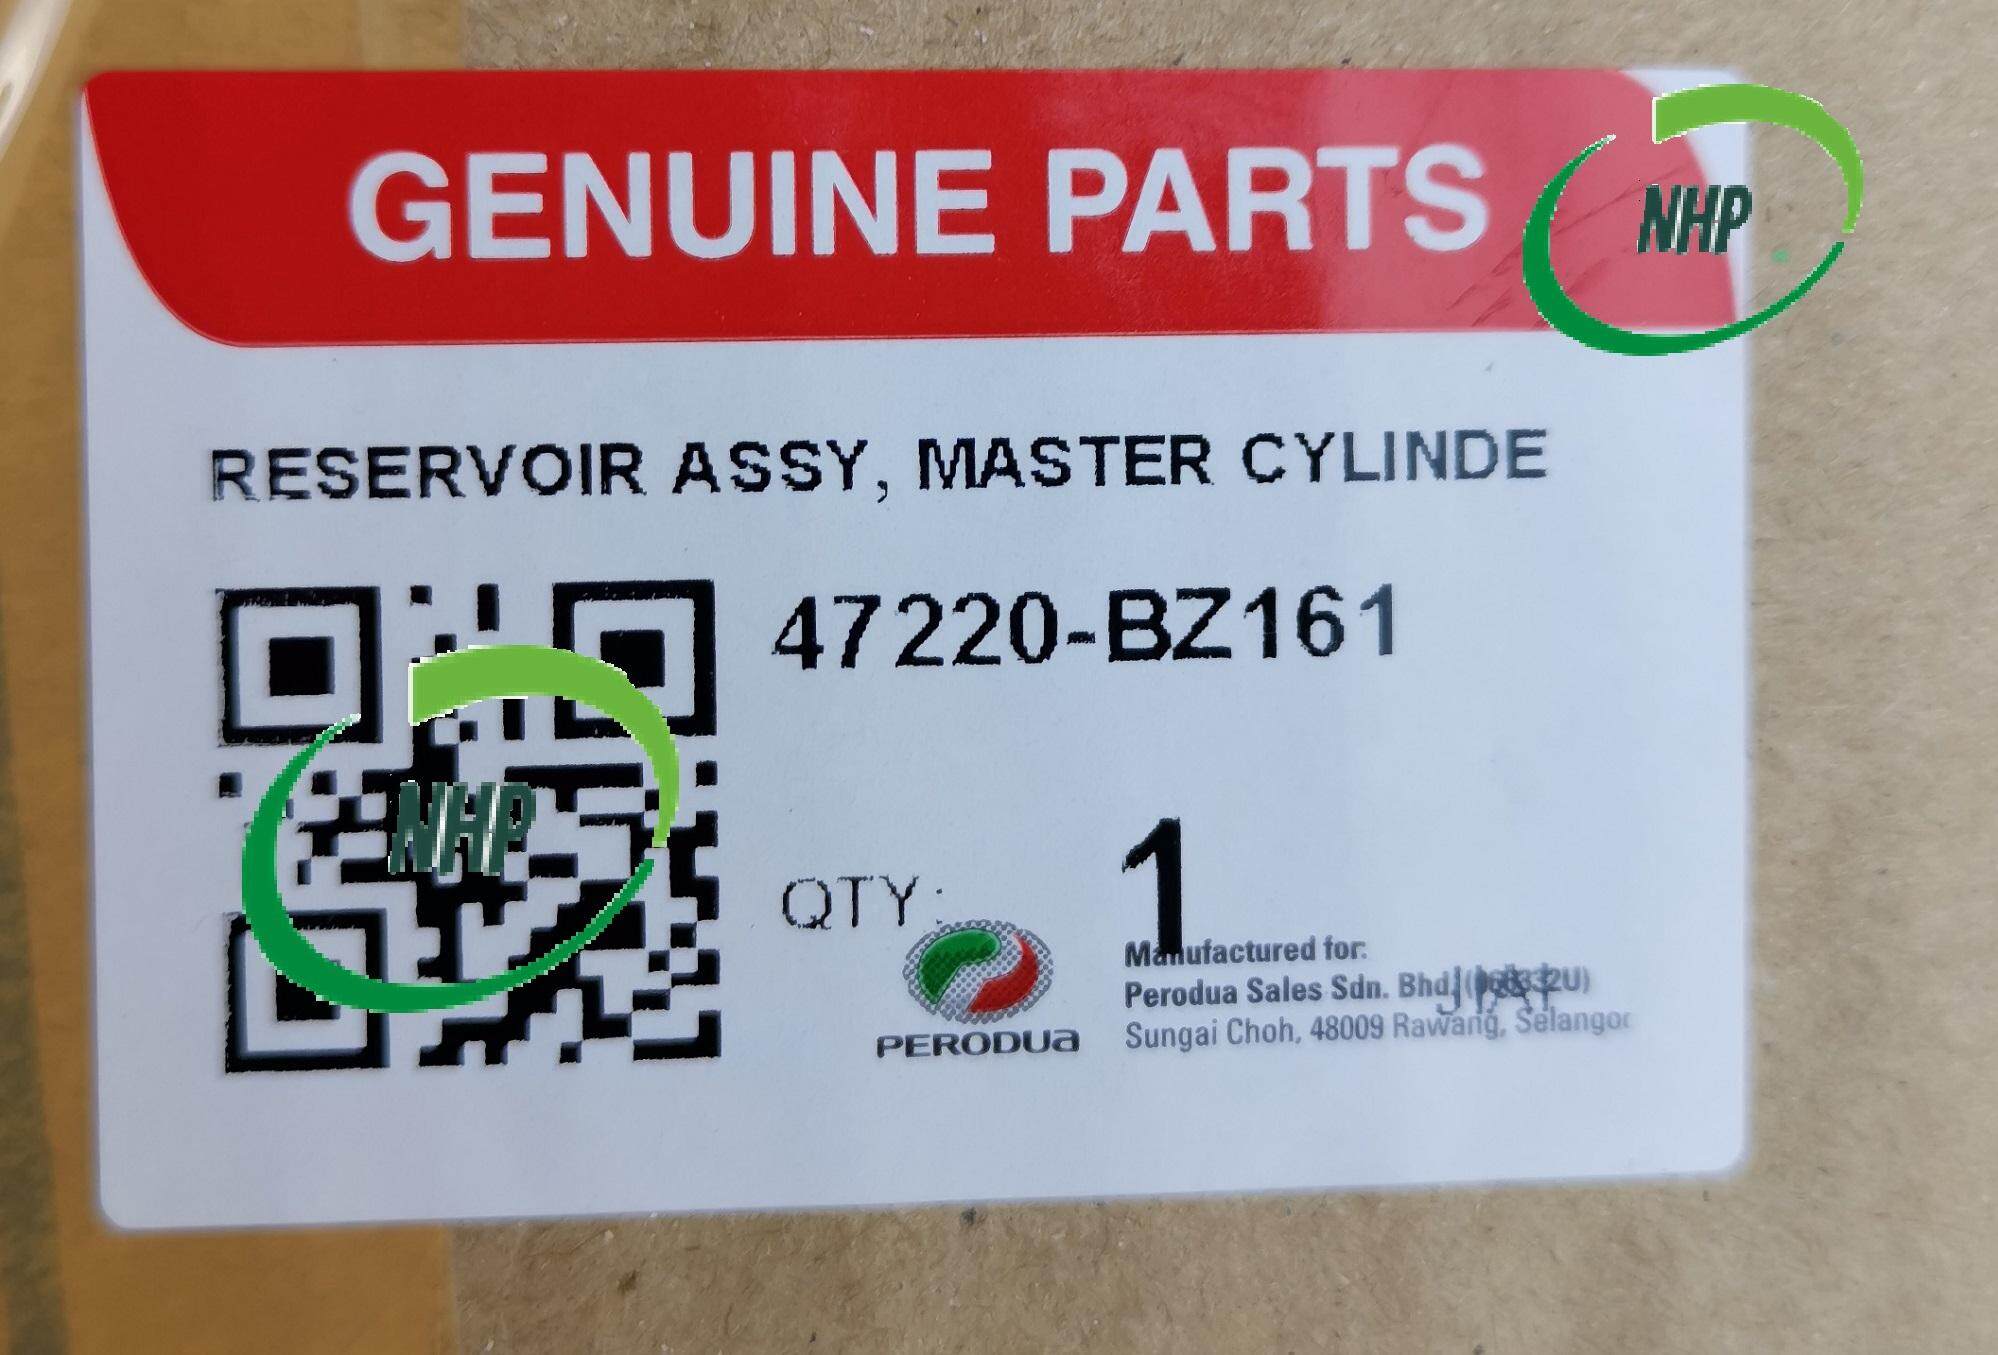 GENUINE PARTS
NHP
RESERVOIR ASSY, MASTER CYLINDE
47220-BZ161
NHP
QTY: 1
PERODUA
Manufactured for:
Perodua Sales Sdn. Bhd.
Sungai Choh, 48009 Rawang, Selangor